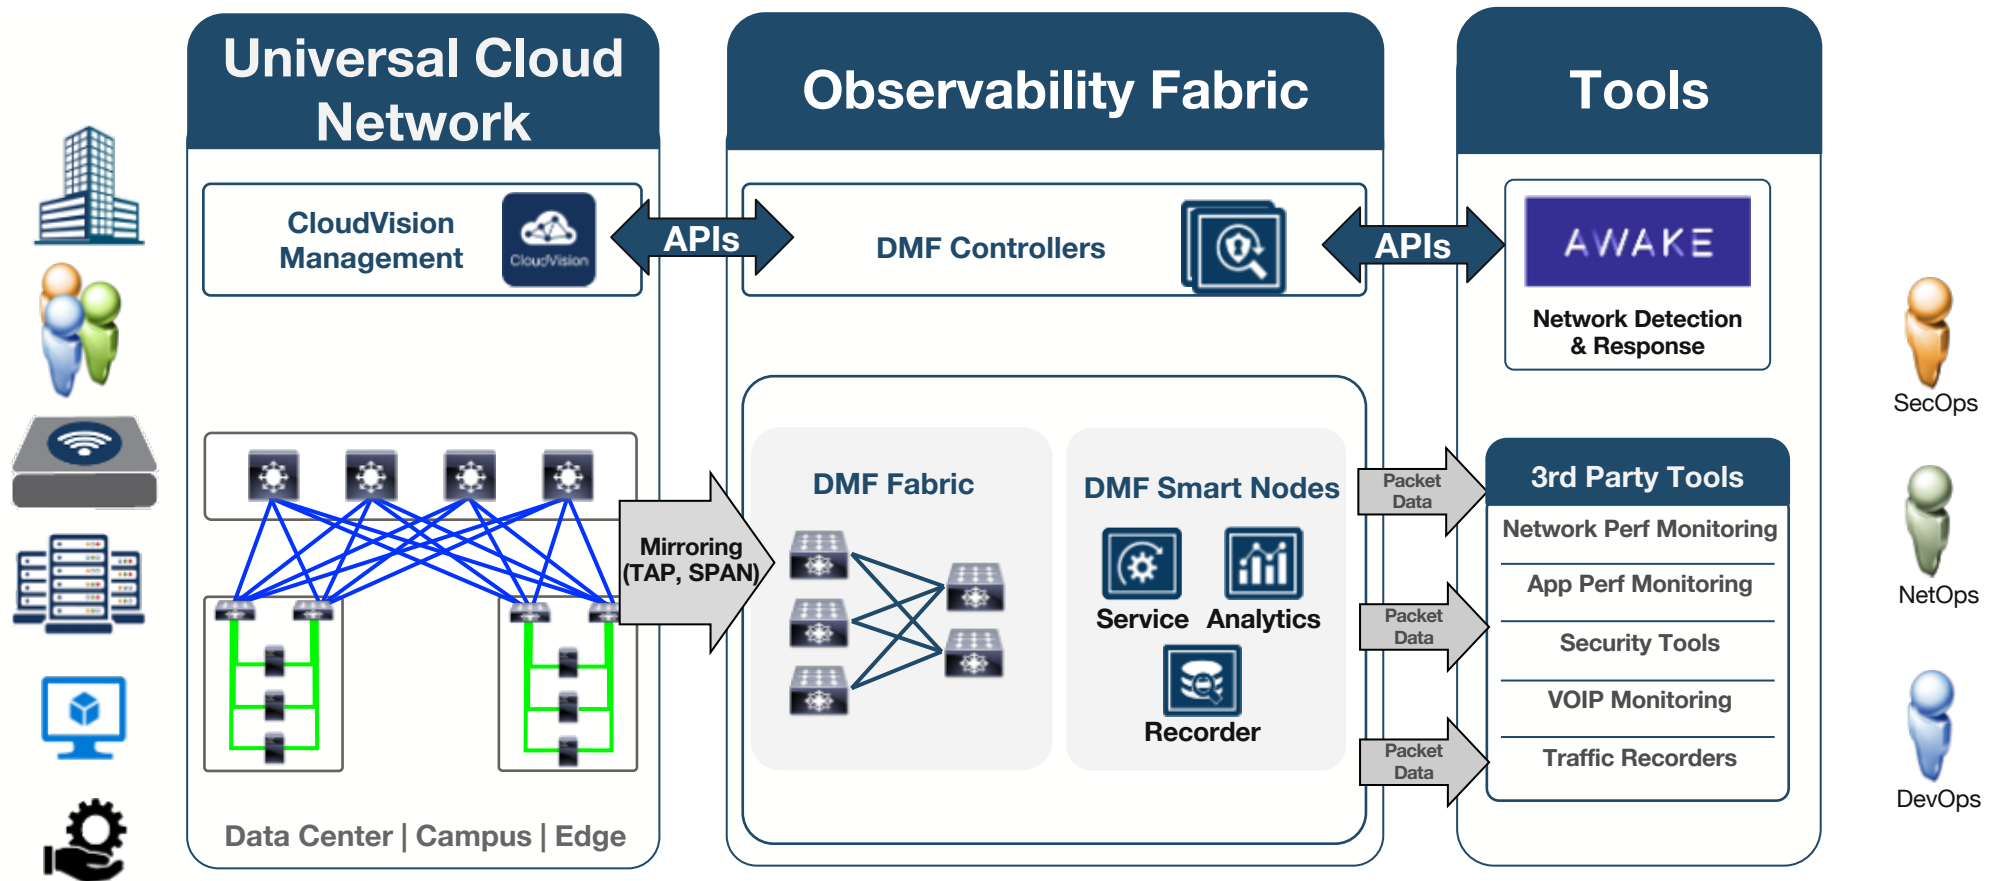 Universal Cloud
Network
Observability Fabric
Tools
CloudVision
Management
CloudVision
APIs
DMF Controllers
APIs
AWAKE
Network Detection
& Response
SecOps
Mirroring
(TAP, SPAN)
DMF Fabric
DMF Smart Nodes
Service
Analytics
Recorder
Packet
Data
Packet
Data
Packet
Data
3rd Party Tools
Network Perf Monitoring
App Perf Monitoring
Security Tools
VOIP Monitoring
Traffic Recorders
NetOps
DevOps
Data Center | Campus | Edge